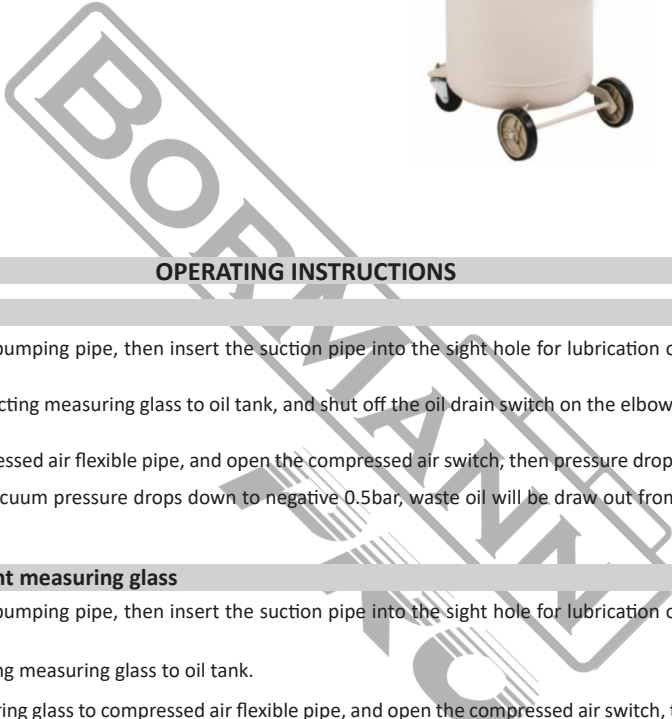 OPERATING INSTRUCTIONS
pumping pipe, then insert the suction pipe into the sight hole for lubrication
cting measuring glass to oil tank, and shut off the oil drain switch on the elbow
essed air flexible pipe, and open the compressed air switch, then pressure drop
cuum pressure drops down to negative 0.5bar, waste oil will be draw out from
nt measuring glass
pumping pipe, then insert the suction pipe into the sight hole for lubrication
ng measuring glass to oil tank.
ring glass to compressed air flexible pipe, and open the compressed air switch,
BORMANN
PRO